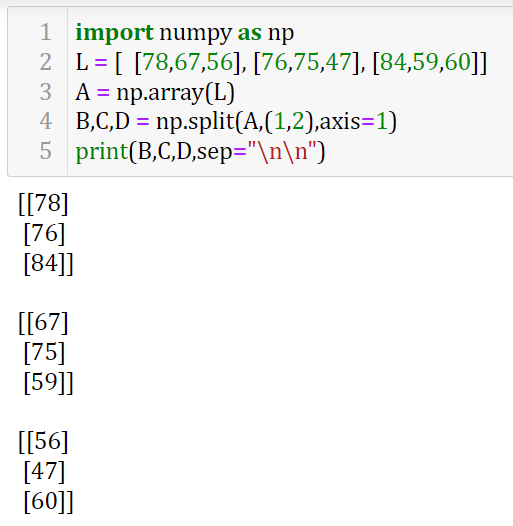 1 import numpy as np
2 L = [ [78,67,56], [76,75,47], [84,59,60]]
3 A = np.array(L)
4 B,C,D = np.split(A,(1,2),axis=1)
5 print(B,C,D,sep="\n\n")
[[78]
[76]
[84]]
[[67]
[75]
[59]]
[[56]
[47]
[60]]